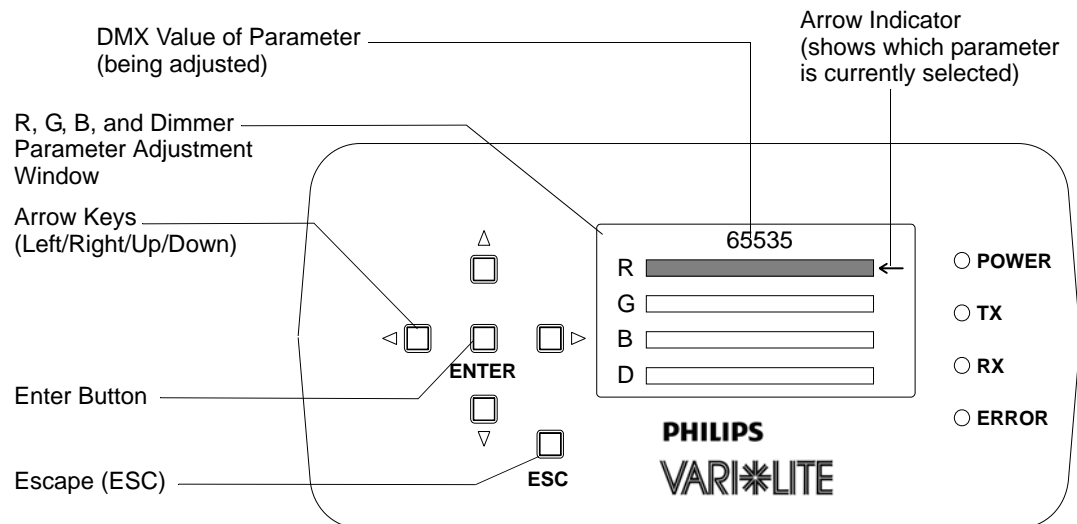 DMX Value of Parameter
(being adjusted)
Arrow Indicator
(shows which parameter
is currently selected)
R, G, B, and Dimmer
Parameter Adjustment
Window
Arrow Keys
(Left/Right/Up/Down)
Enter Button
Escape (ESC)
ENTER
ESC
65535
R
G
B
D
PHILIPS
VARI*LITE
POWER
TX
RX
ERROR